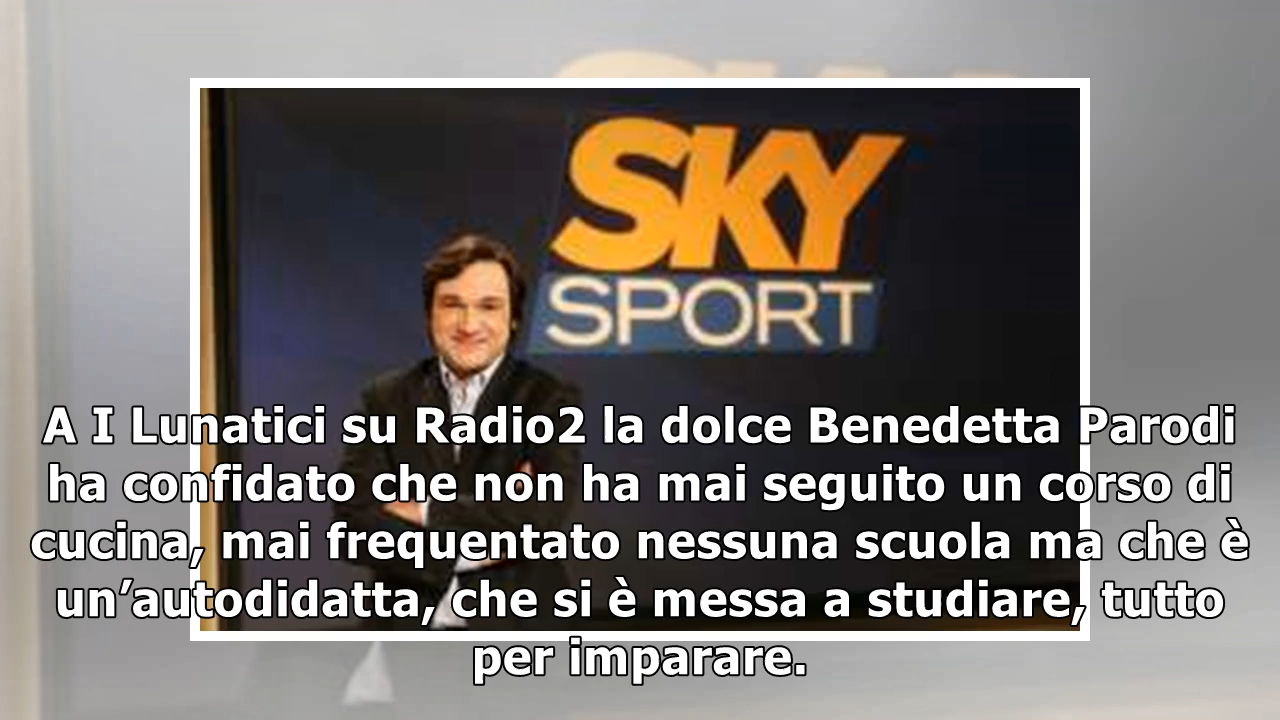 SKY
SPORT
A I Lunatici su Radio2 la dolce Benedetta Parodi
ha confidato che non ha mai seguito un corso di
cucina, mai frequentato nessuna scuola ma che è
un’autodidatta, che si è messa a studiare, tutto
per imparare.